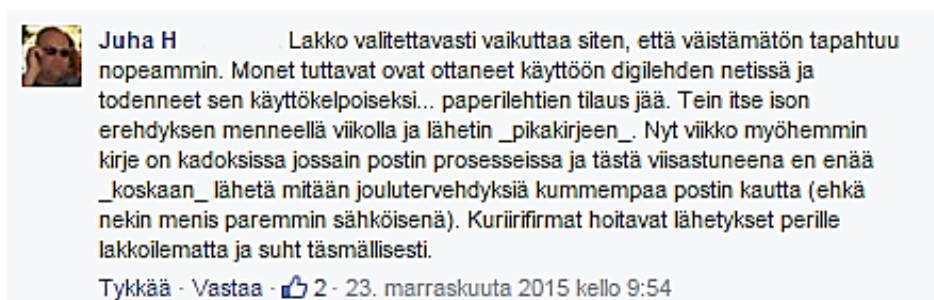 Juha H Lakko valitettavasti vaikuttaa siten, että väistämätön tapahtuu
nopeammin. Monet tuttavat ovat ottaneet käyttöön digilehden netissä ja
todenneet sen käyttökelpoiseksi... paperilehtien tilaus jää. Tein itse ison
erehdyksen menneellä viikolla ja lähetin _pikakirjeen_. Nyt viikko myöhemmin
kirje on kadoksissa jossain postin prosesseissa ja tästä viisastuneena en enää
_koskaan_ lähetä mitään joulutervehdyksiä kummempaa postin kautta (ehkä
nekin menis paremmin sähköisenä). Kuriirifirmat hoitavat lähetykset perille
lakkoilematta ja suht täsmällisesti.
Tykkää · Vastaa · 2 · 23. marraskuuta 2015 kello 9:54